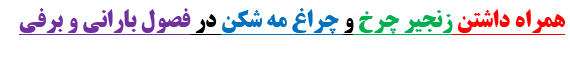 همراه داشتن زنجیر چرخ و چراغ مه شکن در فصول بارانی و برفی